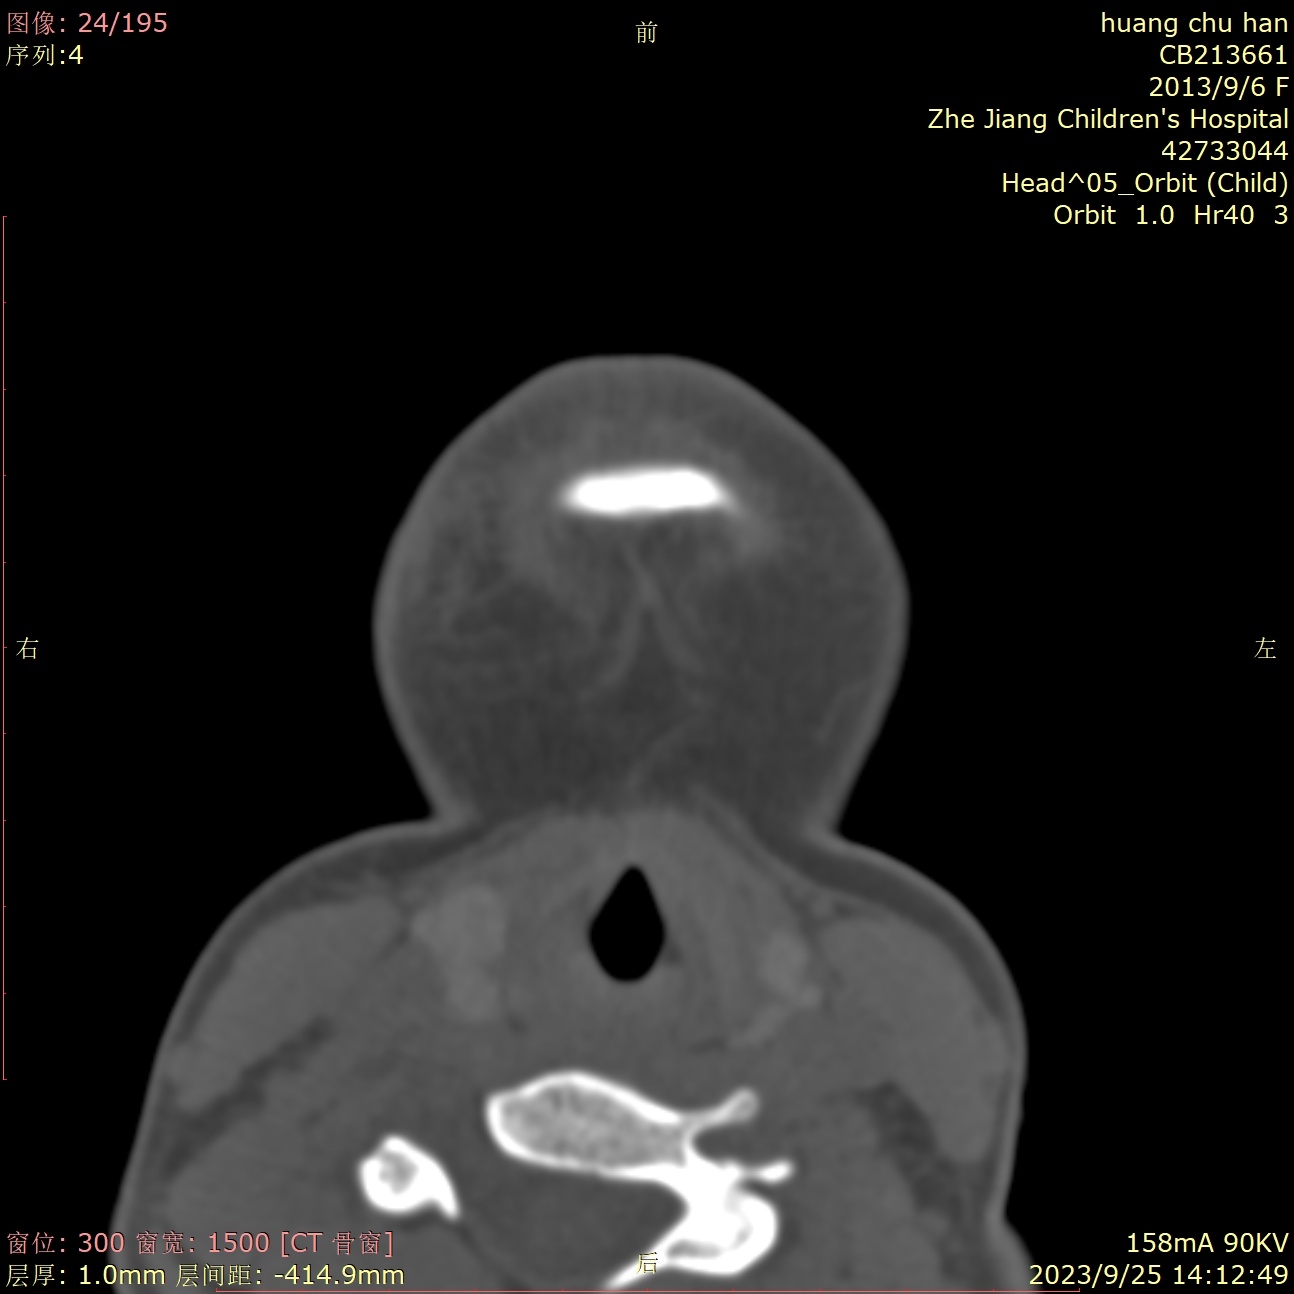 图像: 24/195
序列:4
前
huang chu han
CB213661
2013/9/6 F
Zhe Jiang Children's Hospital
42733044
Head^05_Orbit (Child)
Orbit 1.0 Hr40 3
右
左
窗位: 300 窗宽: 1500 [CT 骨窗]
层厚: 1.0mm 层间距: -414.9mm
后
158mA 90KV
2023/9/25 14:12:49